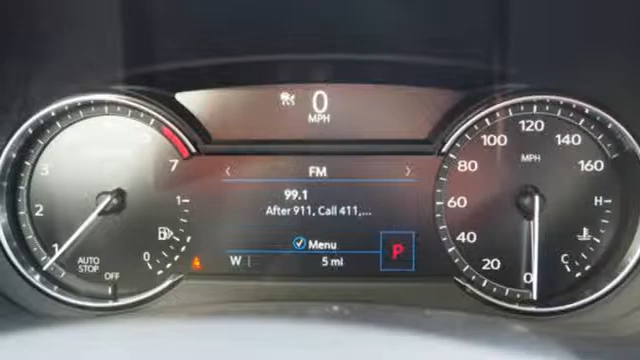 0
MPH
FM
99.1
After 911, Call 411,...
Menu
P
W
5 mi
1
2
3
7
AUTO
STOP
OFF
1
0
0
20
40
60
80
100
120
140
160
MPH
H
C